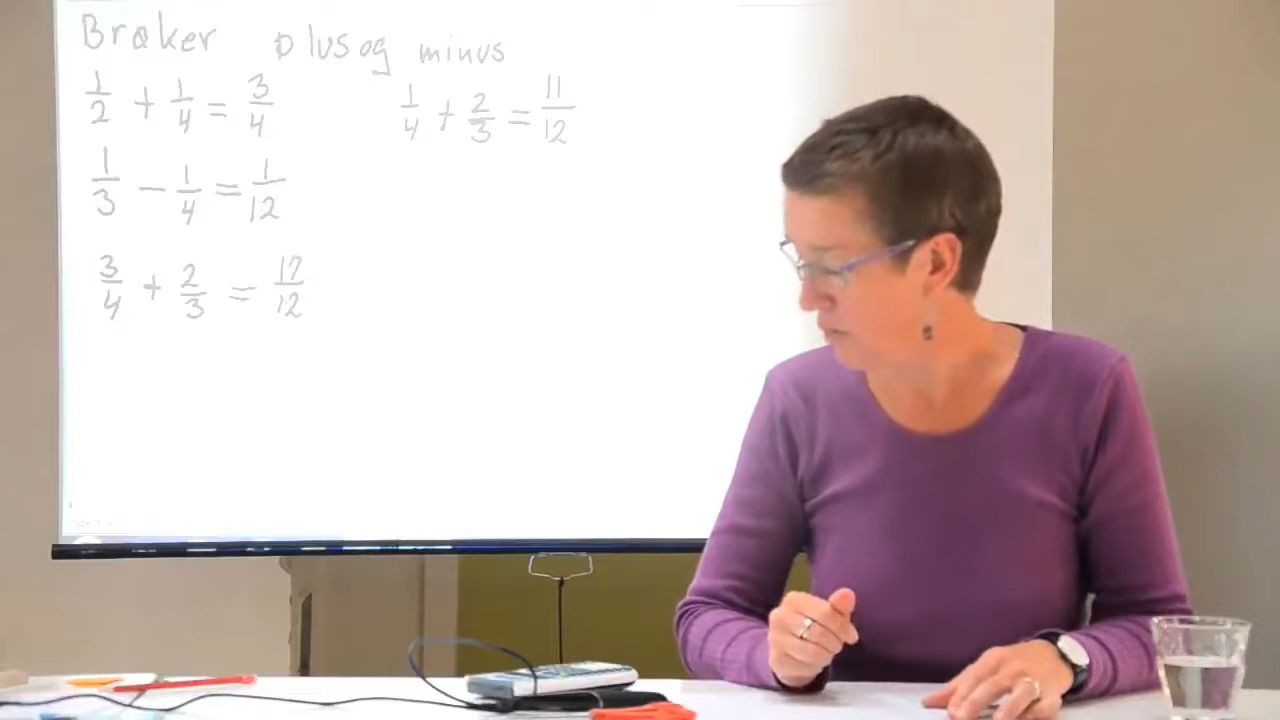 Brøker plus og minus
1/2 + 1/4 = 3/4
1/4 + 2/3 = 11/12
1/3 - 1/4 = 1/12
3/4 + 2/3 = 17/12